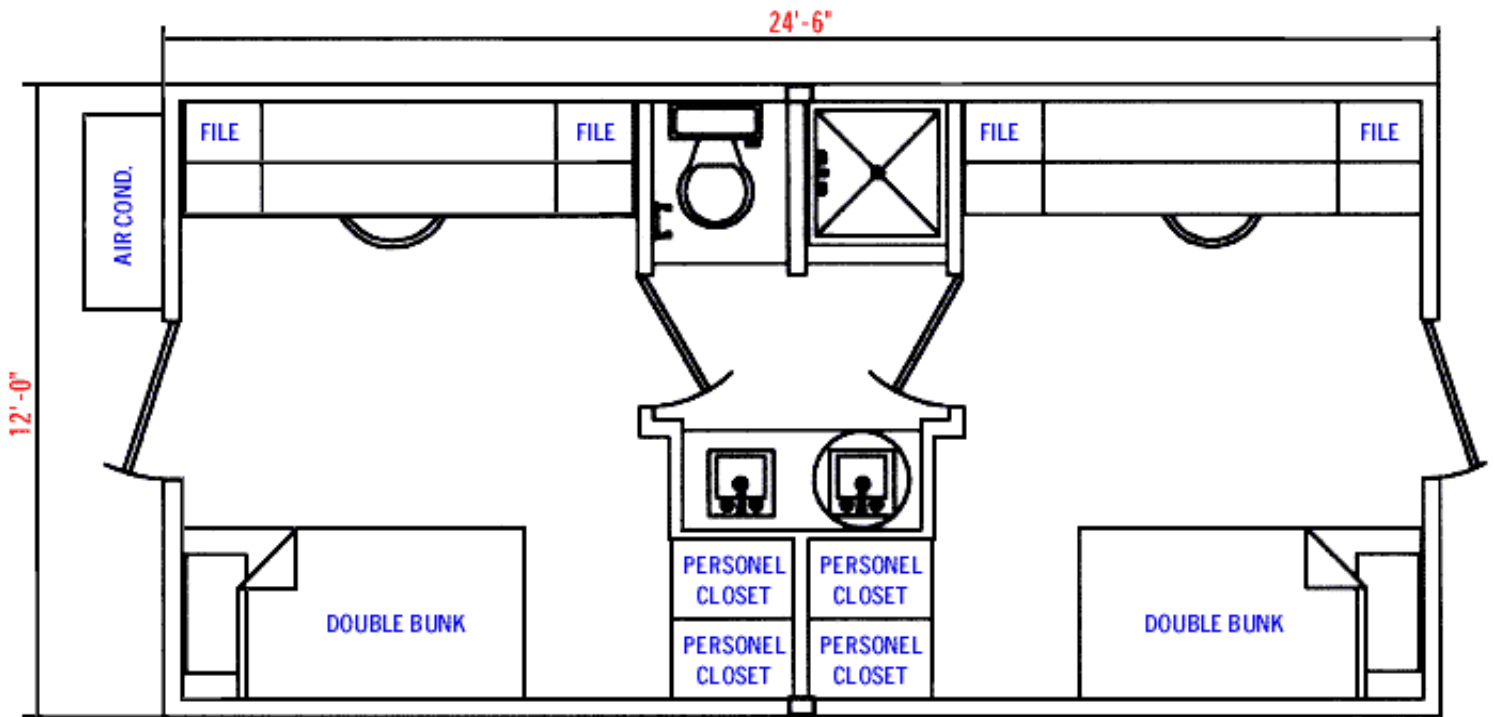 24'-6"
FILE
FILE
FILE
FILE
AIR COND.
12'-0"
PERSONEL
CLOSET
PERSONEL
CLOSET
DOUBLE BUNK
DOUBLE BUNK
PERSONEL
CLOSET
PERSONEL
CLOSET